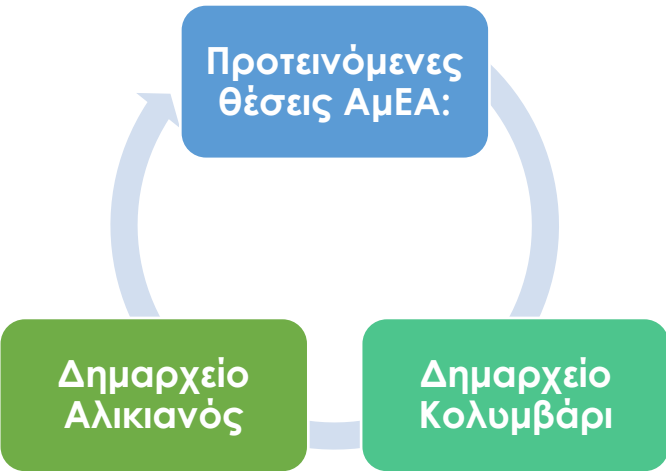 Προτεινόμενες
θέσεις ΑμΕΑ:
Δημαρχείο
Αλικιανός
Δημαρχείο
Κολυμβάρι